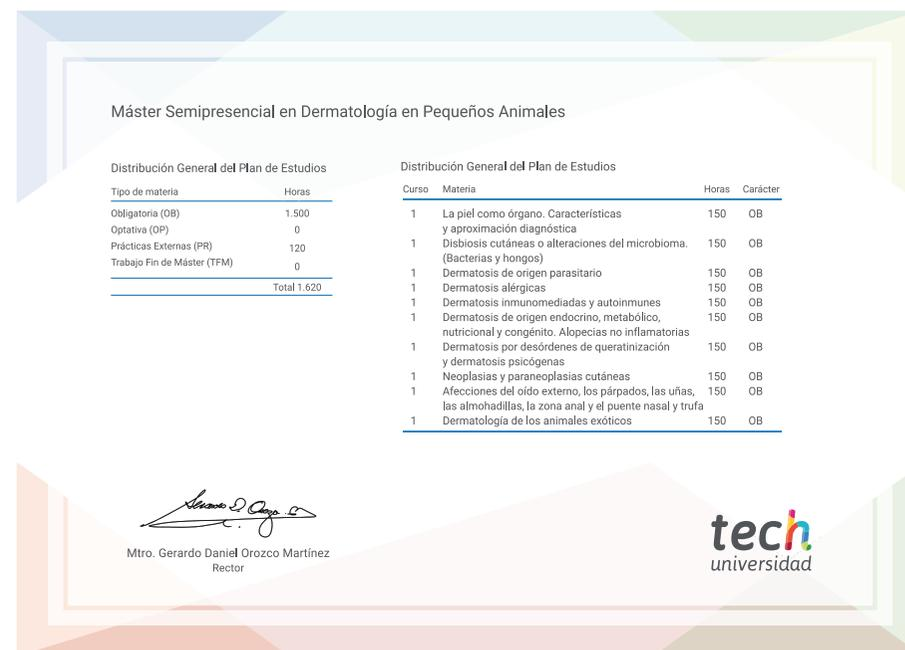 Máster Semipresencial en Dermatología en Pequeños Animales
Distribución General del Plan de Estudios
Tipo de materia Horas
Obligatoria (OB) 1.500
Optativa (OP) 0
Prácticas Externas (PR) 120
Trabajo Fin de Máster (TFM) 0
Total 1.620
Distribución General del Plan de Estudios
Curso Materia Horas Carácter
1 La piel como órgano. Características 150 OB
y aproximación diagnóstica
1 Disbiosis cutáneas o alteraciones del microbioma. 150 OB
(Bacterias y hongos)
1 Dermatosis de origen parasitario 150 OB
1 Dermatosis alérgicas 150 OB
1 Dermatosis inmunomediadas y autoinmunes 150 OB
1 Dermatosis de origen endocrino, metabólico, 150 OB
nutricional y congénito. Alopecias no inflamatorias
1 Dermatosis por desórdenes de queratinización 150 OB
y dermatosis psicógenas
1 Neoplasias y paraneoplasias cutáneas 150 OB
1 Afecciones del oído externo, los párpados, las uñas, 150 OB
las almohadillas, la zona anal y el puente nasal y trufa
1 Dermatología de los animales exóticos 150 OB
Mtro. Gerardo Daniel Orozco Martínez
Rector
tech
universidad